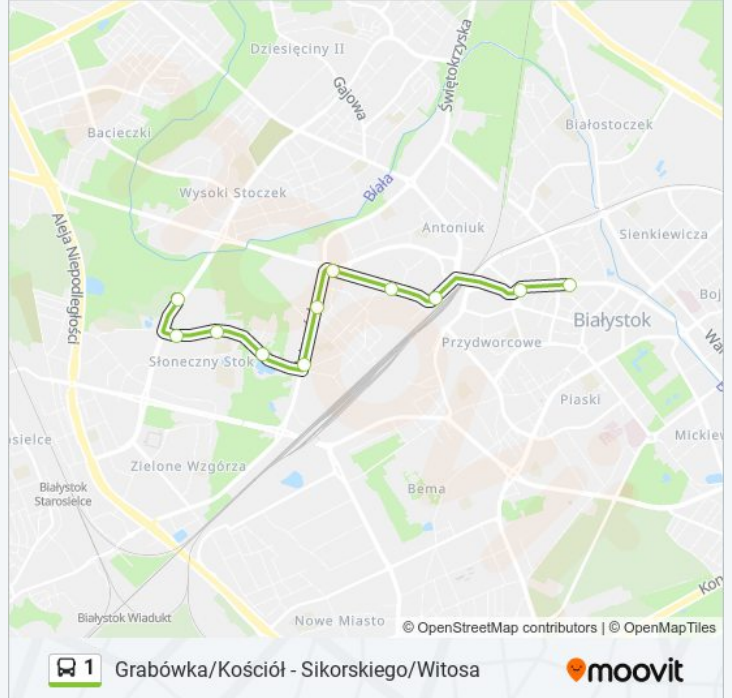 Dziesięciny II
Świętokrzyska
Gajowa
Bacieczki
Białostoczek
Wysoki Stoczek
Biała
Antoniuk
Sienkiewicza
Aleja Niepodległości
Boj
Białystok
Przydworcowe
Słoneczny Stok
Piaski
osielce
Mickiew
Zielone Wzgórza
Białystok
Starosielce
Bema
Kon
Białystok Wiadukt
Nowe Miasto
© OpenStreetMap contributors | © OpenMapTiles
1 Grabówka/Kościół - Sikorskiego/Witosa
moovit